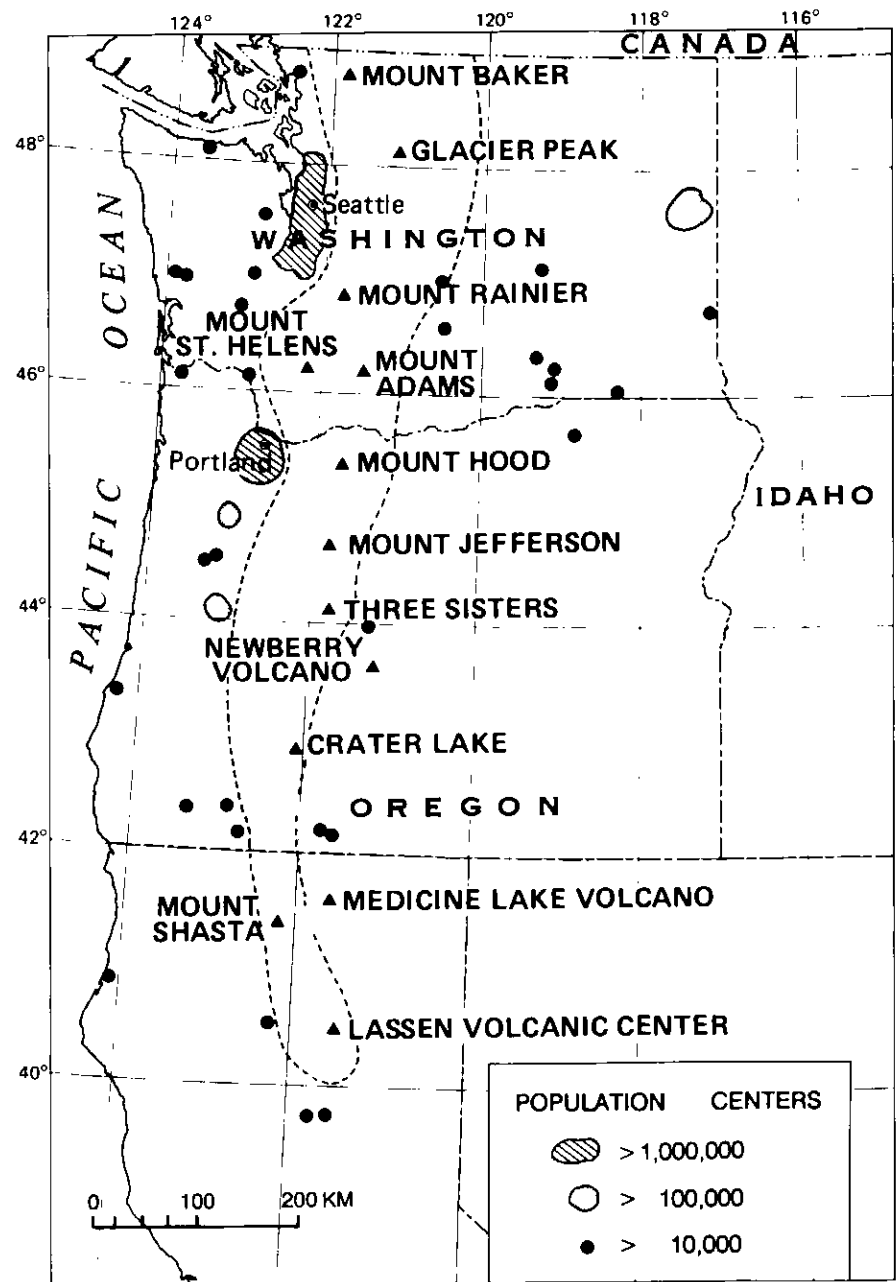 124° 122° 120° 118° 116°
CANADA
MOUNT BAKER
48°
GLACIER PEAK
Seattle
WASHINGTON
MOUNT RAINIER
MOUNT
ST. HELENS
46°
MOUNT
ADAMS
Portland
MOUNT HOOD
IDAHO
PACIFIC OCEAN
MOUNT JEFFERSON
44°
THREE SISTERS
NEWBERRY
VOLCANO
CRATER LAKE
OREGON
42°
MEDICINE LAKE VOLCANO
MOUNT
SHASTA
LASSEN VOLCANIC CENTER
40°
POPULATION CENTERS
> 1,000,000
> 100,000
> 10,000
0 100 200 KM